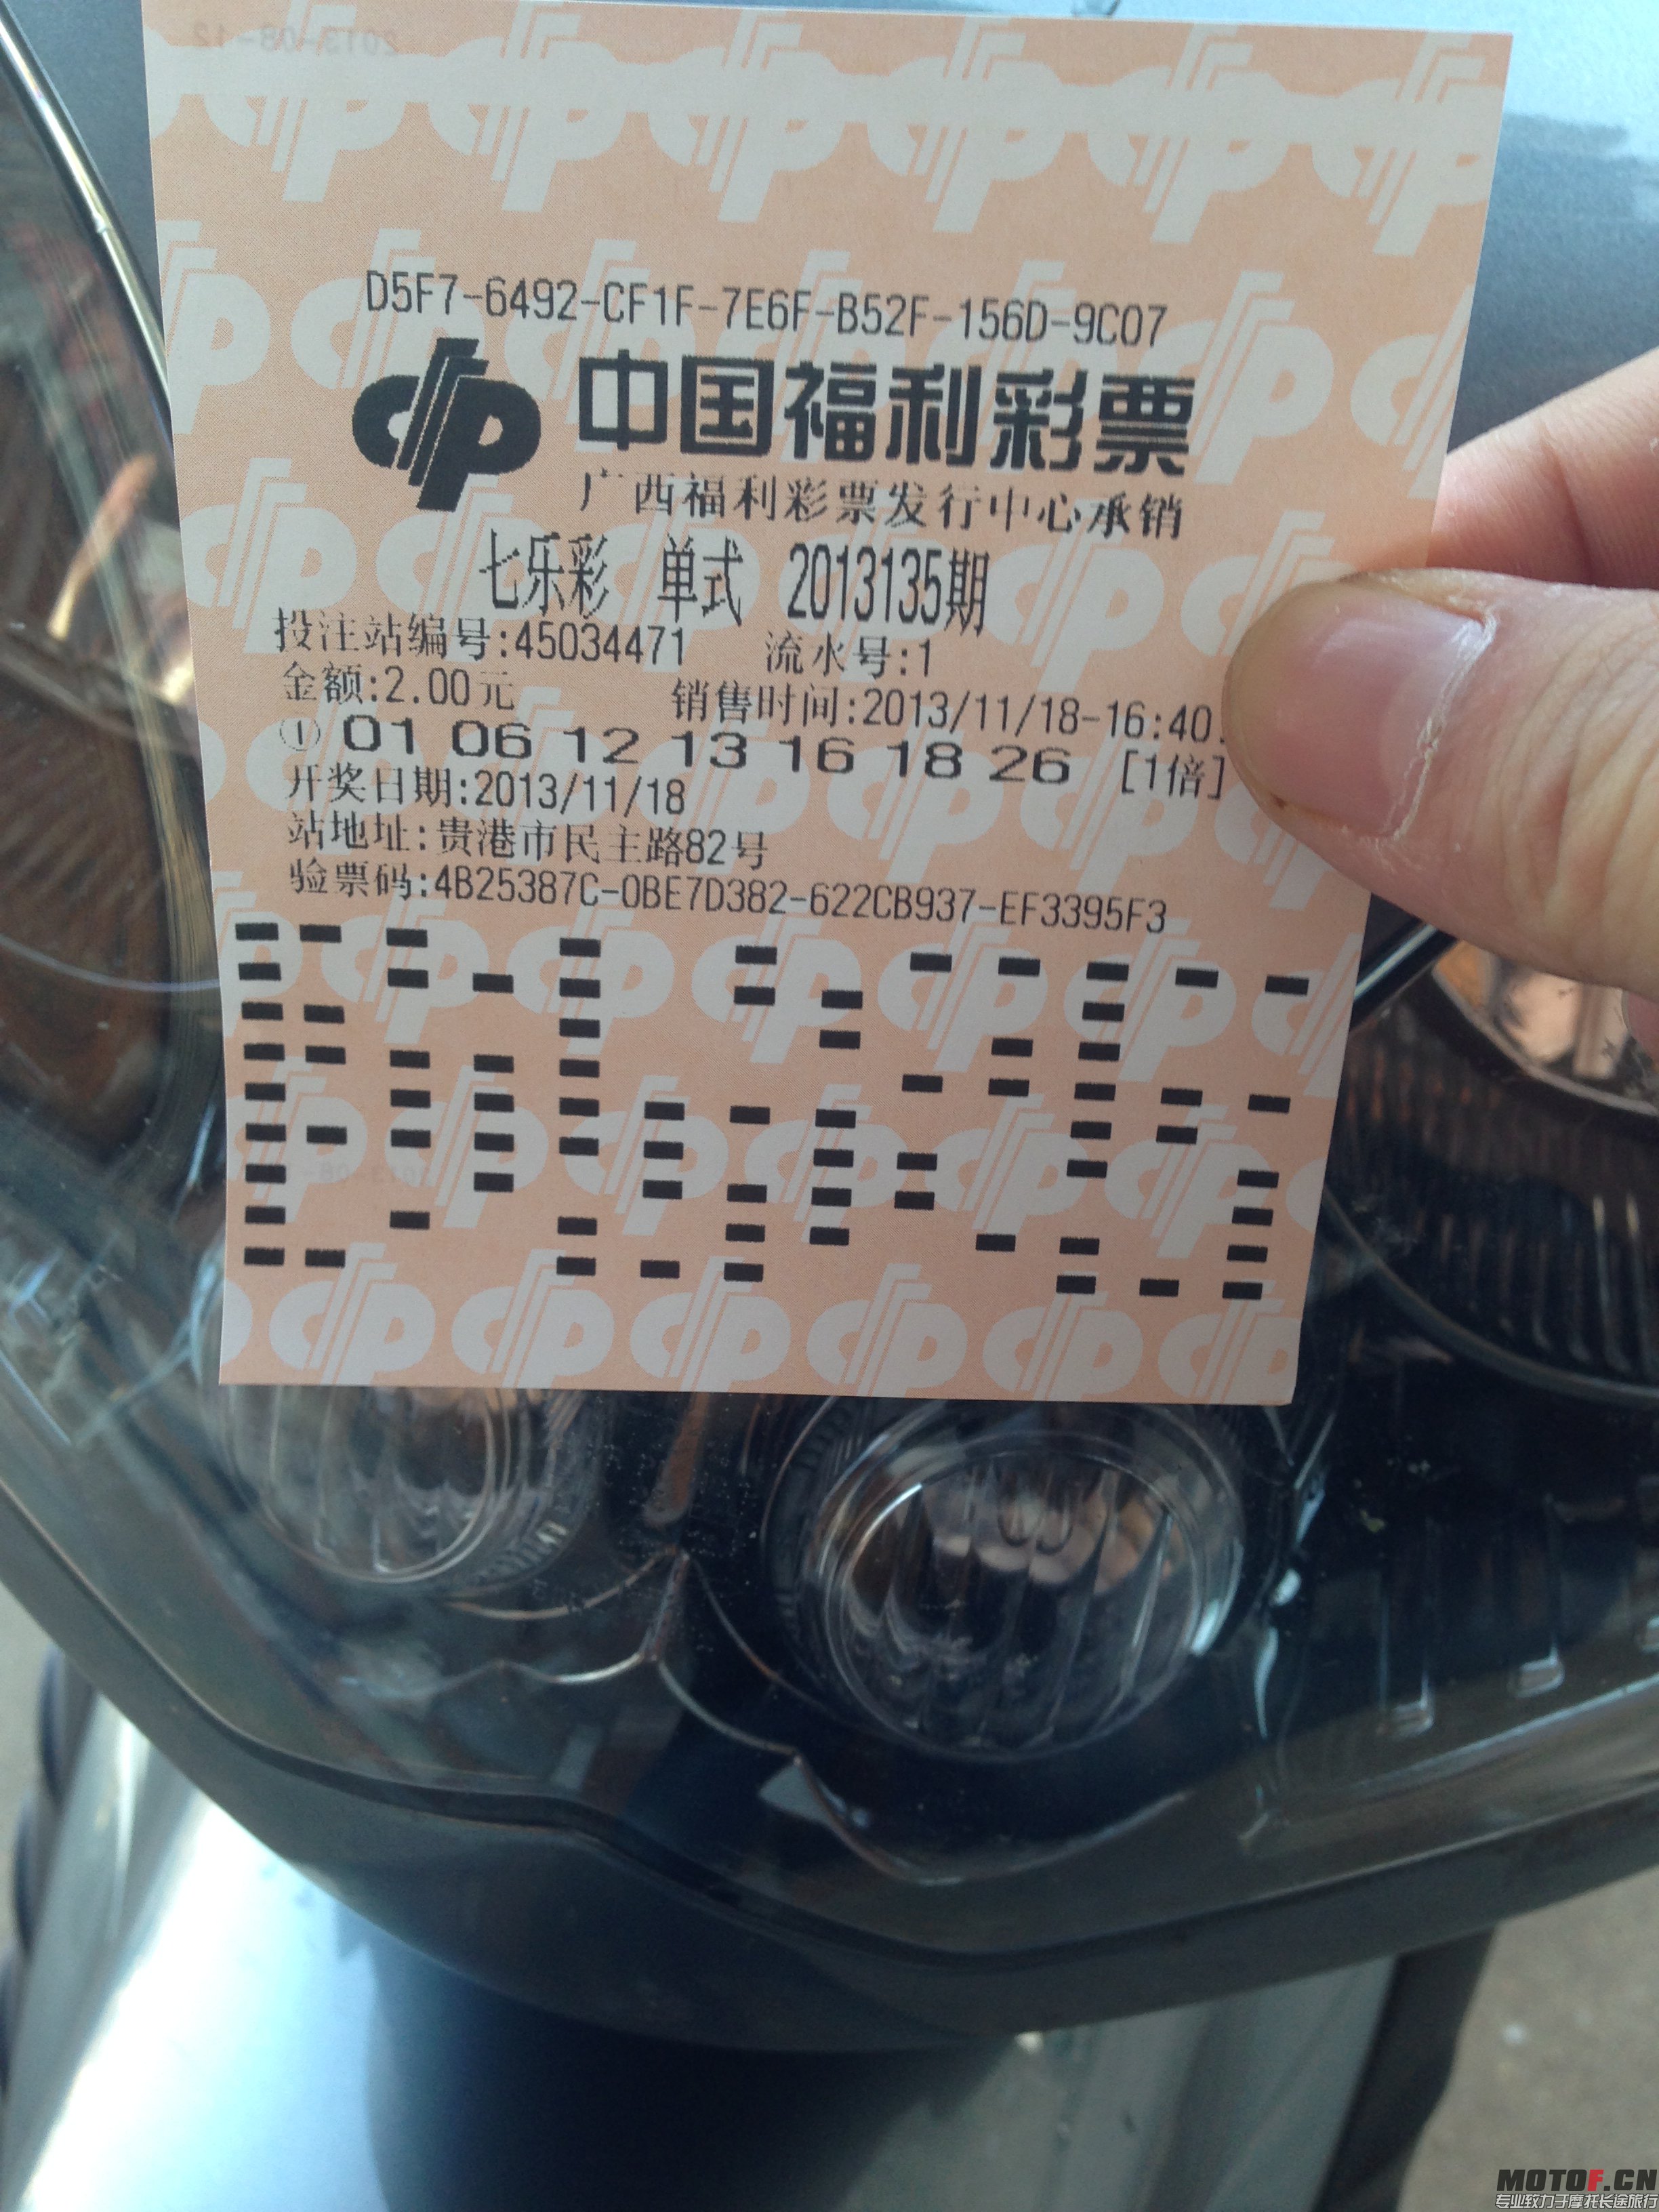 2013-08-12
D5F7-6492-CF1F-7E6F-B52F-156D-9C07
中国福利彩票
广西福利彩票发行中心承销
七乐彩 单式 2013135期
投注站编号:45034471 流水号:1
金额:2.00元 销售时间:2013/11/18-16:40:
① 01 06 12 13 16 18 26 [1倍]
开奖日期:2013/11/18
站地址:贵港市民主路82号
验票码:4B25387C-0BE7D382-622CB937-EF3395F3
MOTOF.CN
专业致力于摩托长途旅行